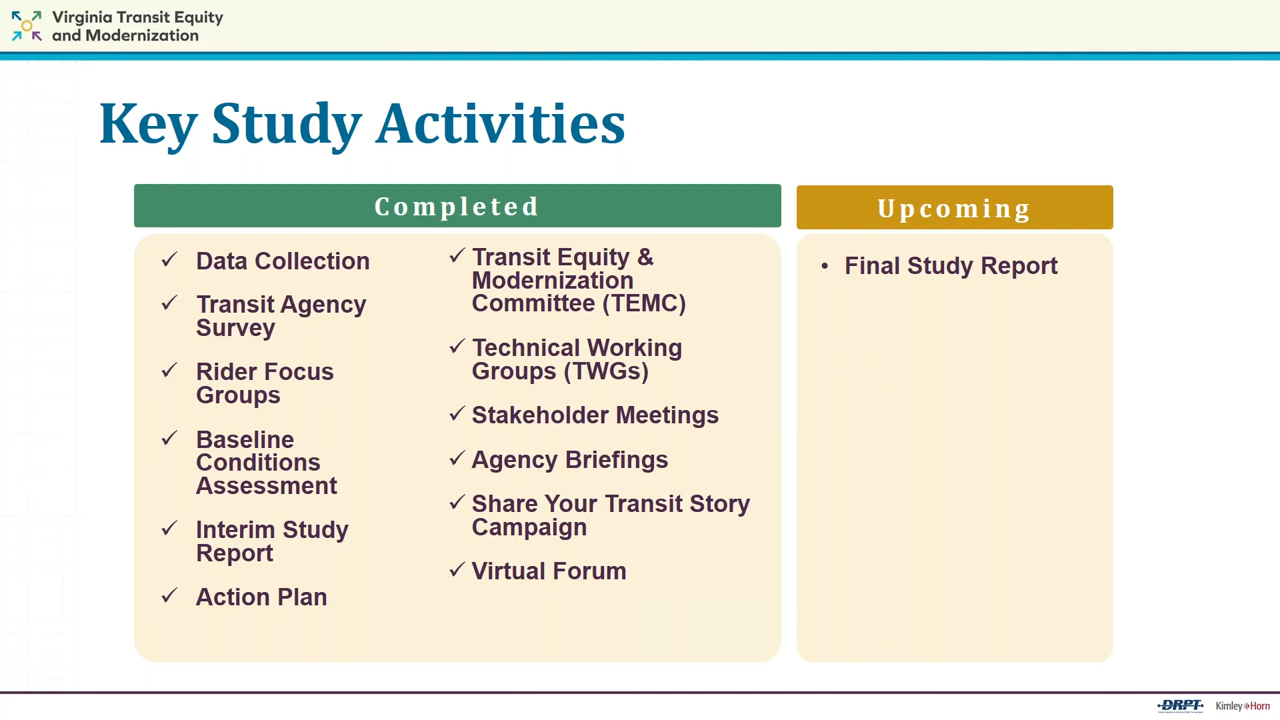 Virginia Transit Equity
and Modernization
Key Study Activities
Completed
✓ Data Collection
✓ Transit Agency
Survey
✓ Rider Focus
Groups
✓ Baseline
Conditions
Assessment
✓ Interim Study
Report
✓ Action Plan
✓ Transit Equity &
Modernization
Committee (TEMC)
✓ Technical Working
Groups (TWGs)
✓ Stakeholder Meetings
✓ Agency Briefings
✓ Share Your Transit Story
Campaign
✓ Virtual Forum
Upcoming
• Final Study Report
DRPT
Kimley»Horn